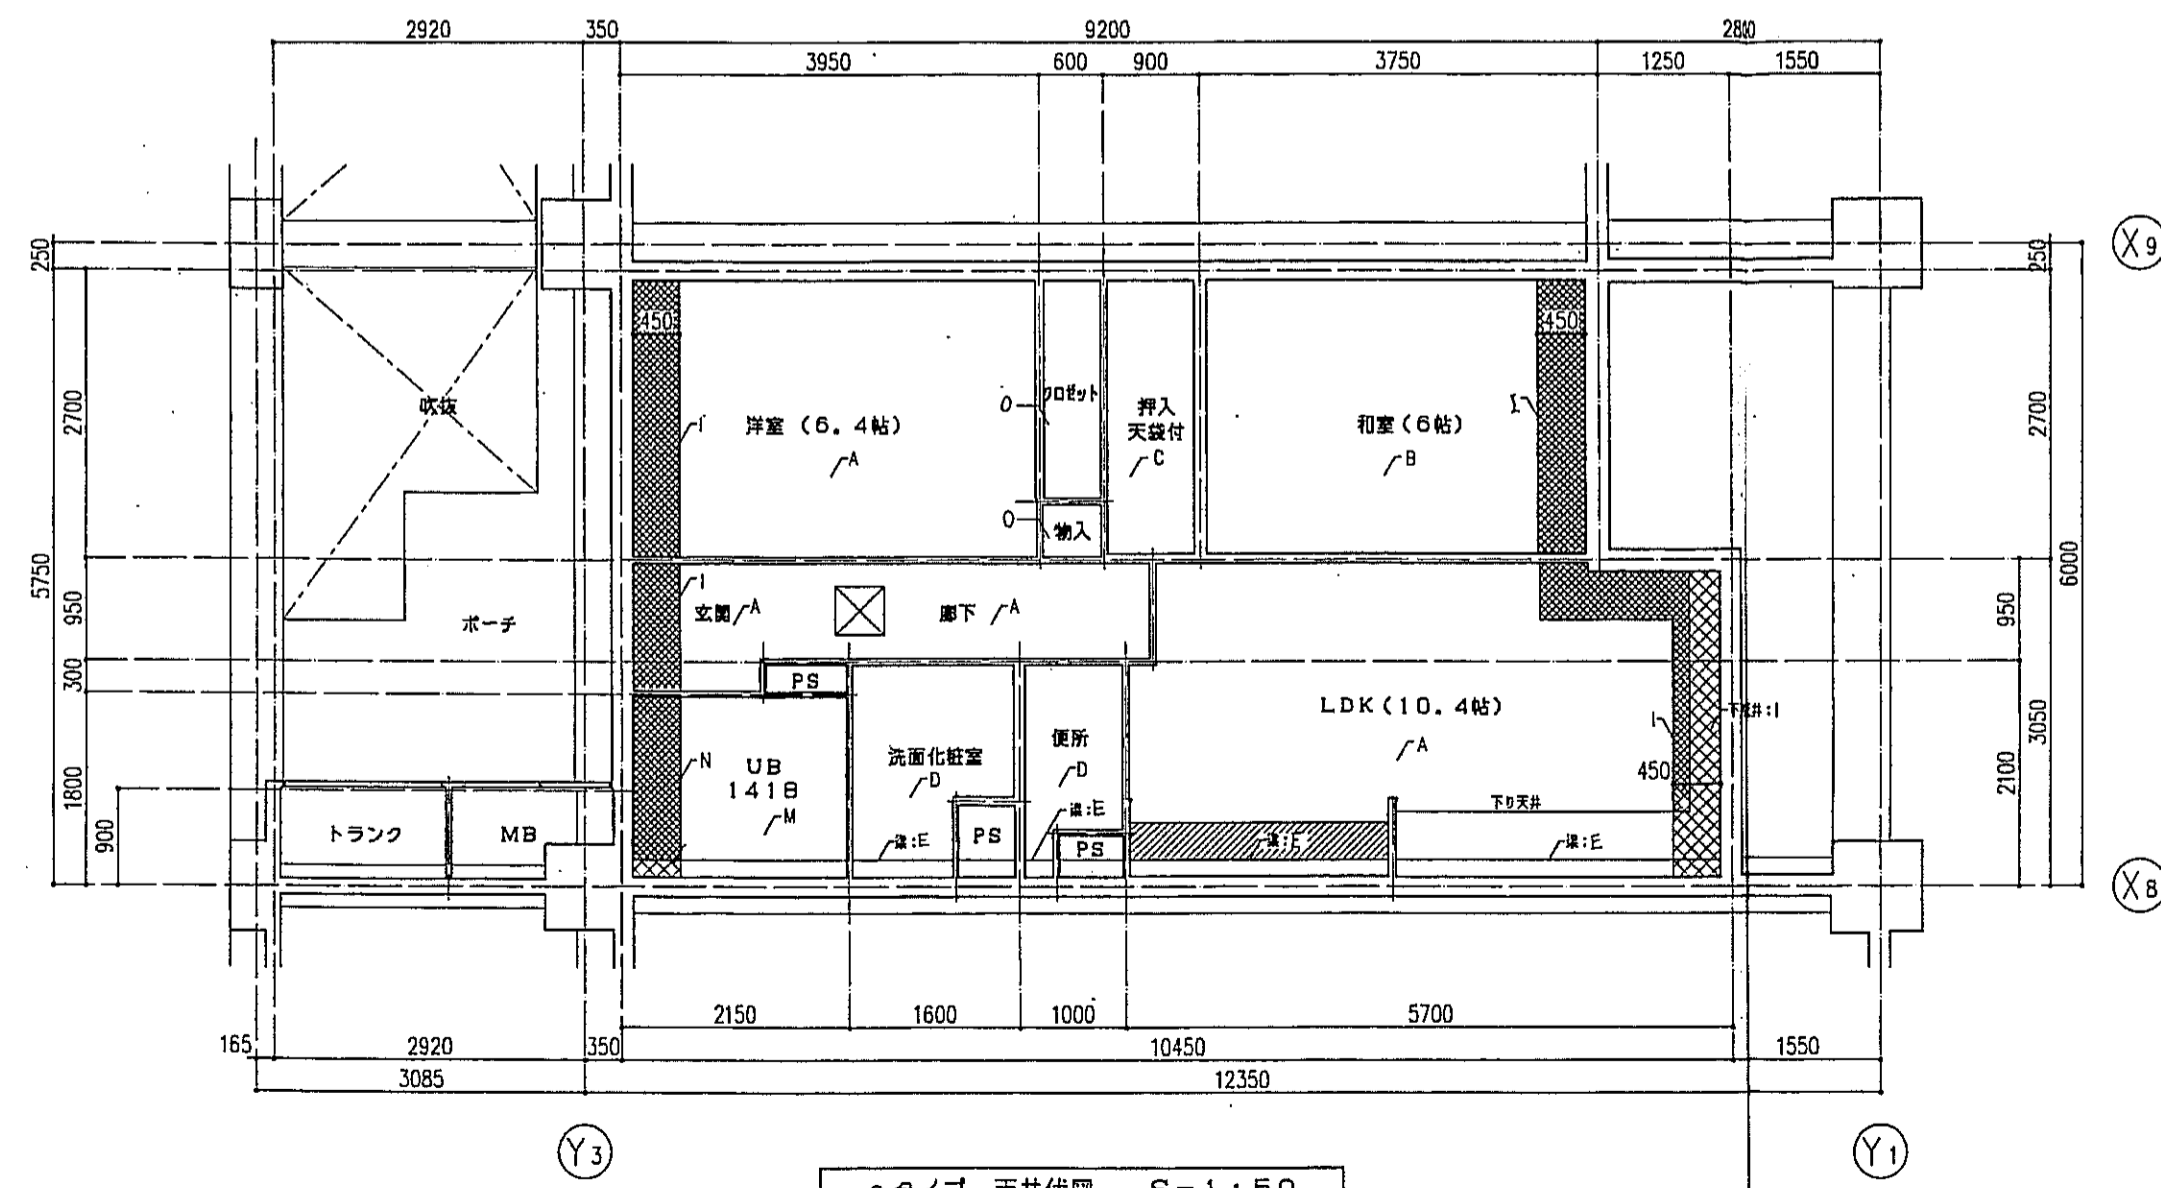 2920 350 9200 2800
3950 600 900 3750 1250 1550
X9
250
250
450
450
クロゼット
O
吹抜
2700
2700
押入
天袋付
C
洋室（6．4帖）
A
I
和室（6帖）
B
I
O
物入
5750
6000
I
玄関
A
廊下
A
950
950
ポーチ
300
PS
LDK（10．4帖）
A
I
3050
便所
D
洗面化粧室
D
UB
1418
M
N
450
2100
1800
900
下り天井
梁:E
トランク
MB
梁:E
PS
PS
梁:E
梁:E
X8
2150 1600 1000 5700
165 2920 350 10450 1550
3085 12350
Y3
Y1
天井伏図 S=1:50